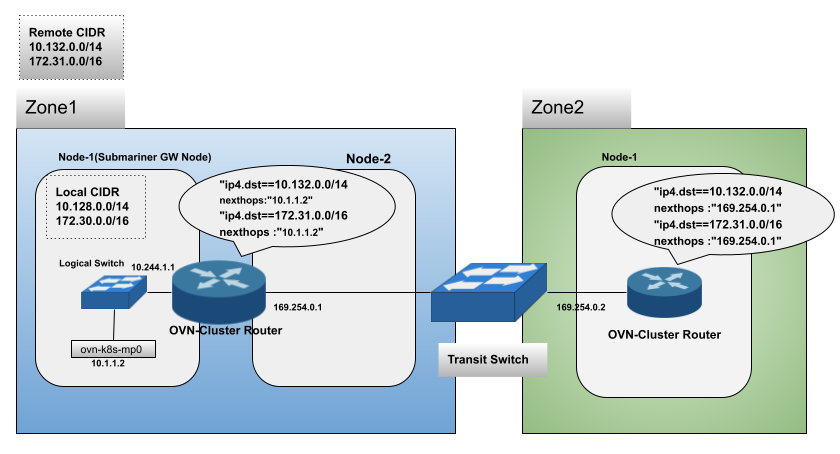 Remote CIDR
10.132.0.0/14
172.31.0.0/16
Zone1
Zone2
Node-1(Submariner GW Node)
Node-2
Node-1
Local CIDR
10.128.0.0/14
172.30.0.0/16
"ip4.dst==10.132.0.0/14
nexthops:"10.1.1.2"
"ip4.dst==172.31.0.0/16
nexthops :"10.1.1.2"
"ip4.dst==10.132.0.0/14
nexthops :"169.254.0.1"
"ip4.dst==172.31.0.0/16
nexthops :"169.254.0.1"
Logical Switch
10.244.1.1
169.254.0.1
169.254.0.2
OVN-Cluster Router
OVN-Cluster Router
ovn-k8s-mp0
10.1.1.2
Transit Switch